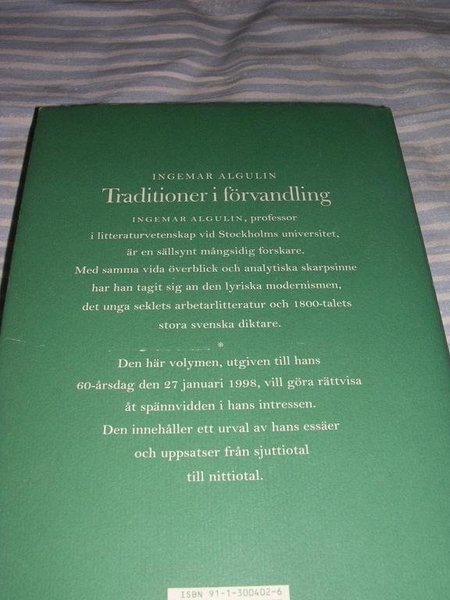 INGEMAR ALGULIN
Traditioner i förvandling
INGEMAR ALGULIN, professor
i litteraturvetenskap vid Stockholms universitet,
är en sällsynt mångsidig forskare.
Med samma vida överblick och analytiska skarpsinne
har han tagit sig an den lyriska modernismen,
det unga seklets arbetarlitteratur och 1800-talets
stora svenska diktare.
*
Den här volymen, utgiven till hans
60-årsdag den 27 januari 1998, vill göra rättvisa
åt spännvidden i hans intressen.
Den innehåller ett urval av hans essäer
och uppsatser från sjuttiotal
till nittiotal.
ISBN 91-1-300402-6